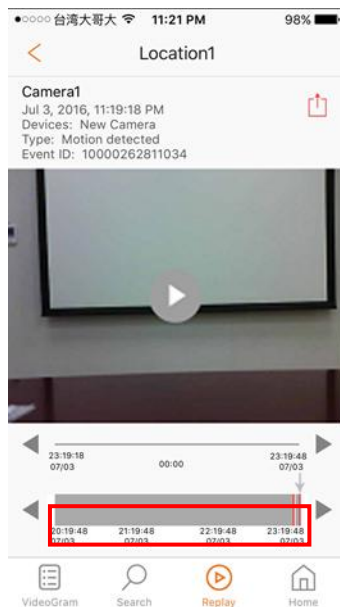 台湾大哥大 11:21 PM 98%
Location1
Camera1
Jul 3, 2016, 11:19:18 PM
Devices: New Camera
Type: Motion detected
Event ID: 10000262811034
23:19:18 00:00 23:19:48
07/03 07/03
20:19:48 21:19:48 22:19:48 23:19:48
07/03 07/03 07/03 07/03
VideoGram Search Replay Home